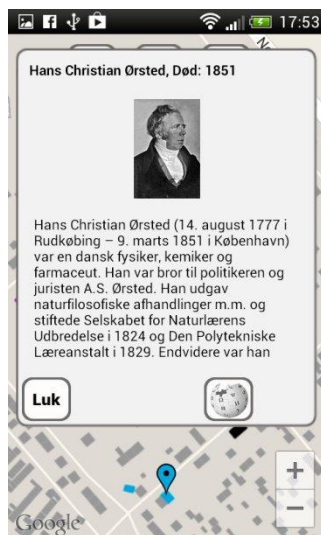 17:53
Hans Christian Ørsted, Død: 1851
Hans Christian Ørsted (14. august 1777 i
Rudkøbing – 9. marts 1851 i København)
var en dansk fysiker, kemiker og
farmaceut. Han var bror til politikeren og
juristen A.S. Ørsted. Han udgav
naturfilosofiske afhandlinger m.m. og
stiftede Selskabet for Naturlærens
Udbredelse i 1824 og Den Polytekniske
Læreanstalt i 1829. Endvidere var han
Luk
+
−
Google